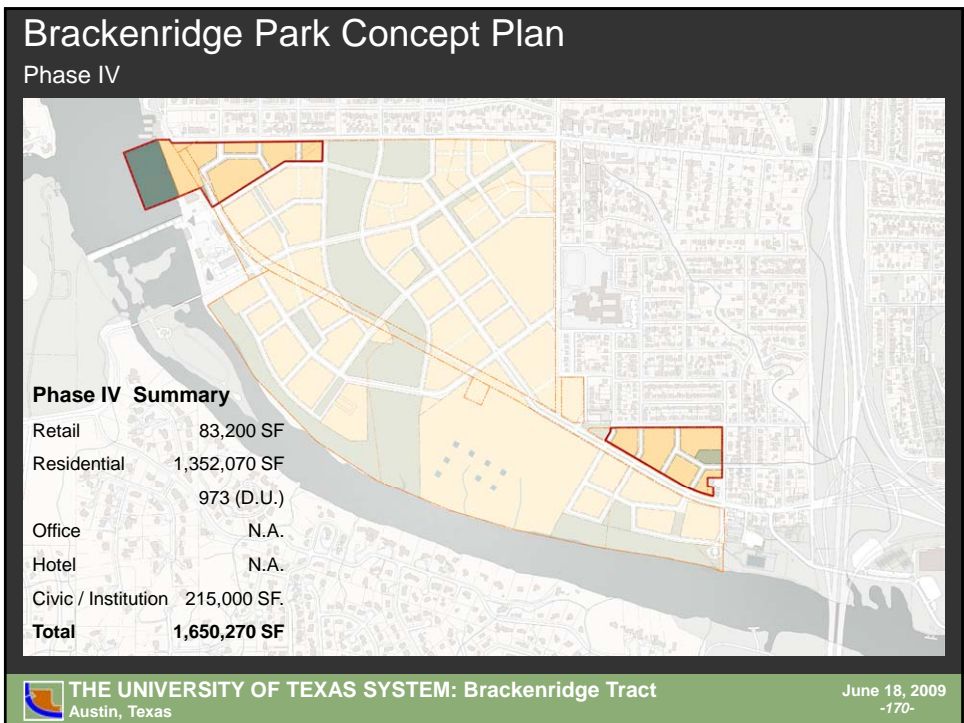 Brackenridge Park Concept Plan
Phase IV
Phase IV Summary
Retail 83,200 SF
Residential 1,352,070 SF
973 (D.U.)
Office N.A.
Hotel N.A.
Civic / Institution 215,000 SF.
Total 1,650,270 SF
THE UNIVERSITY OF TEXAS SYSTEM: Brackenridge Tract
Austin, Texas
June 18, 2009
-170-